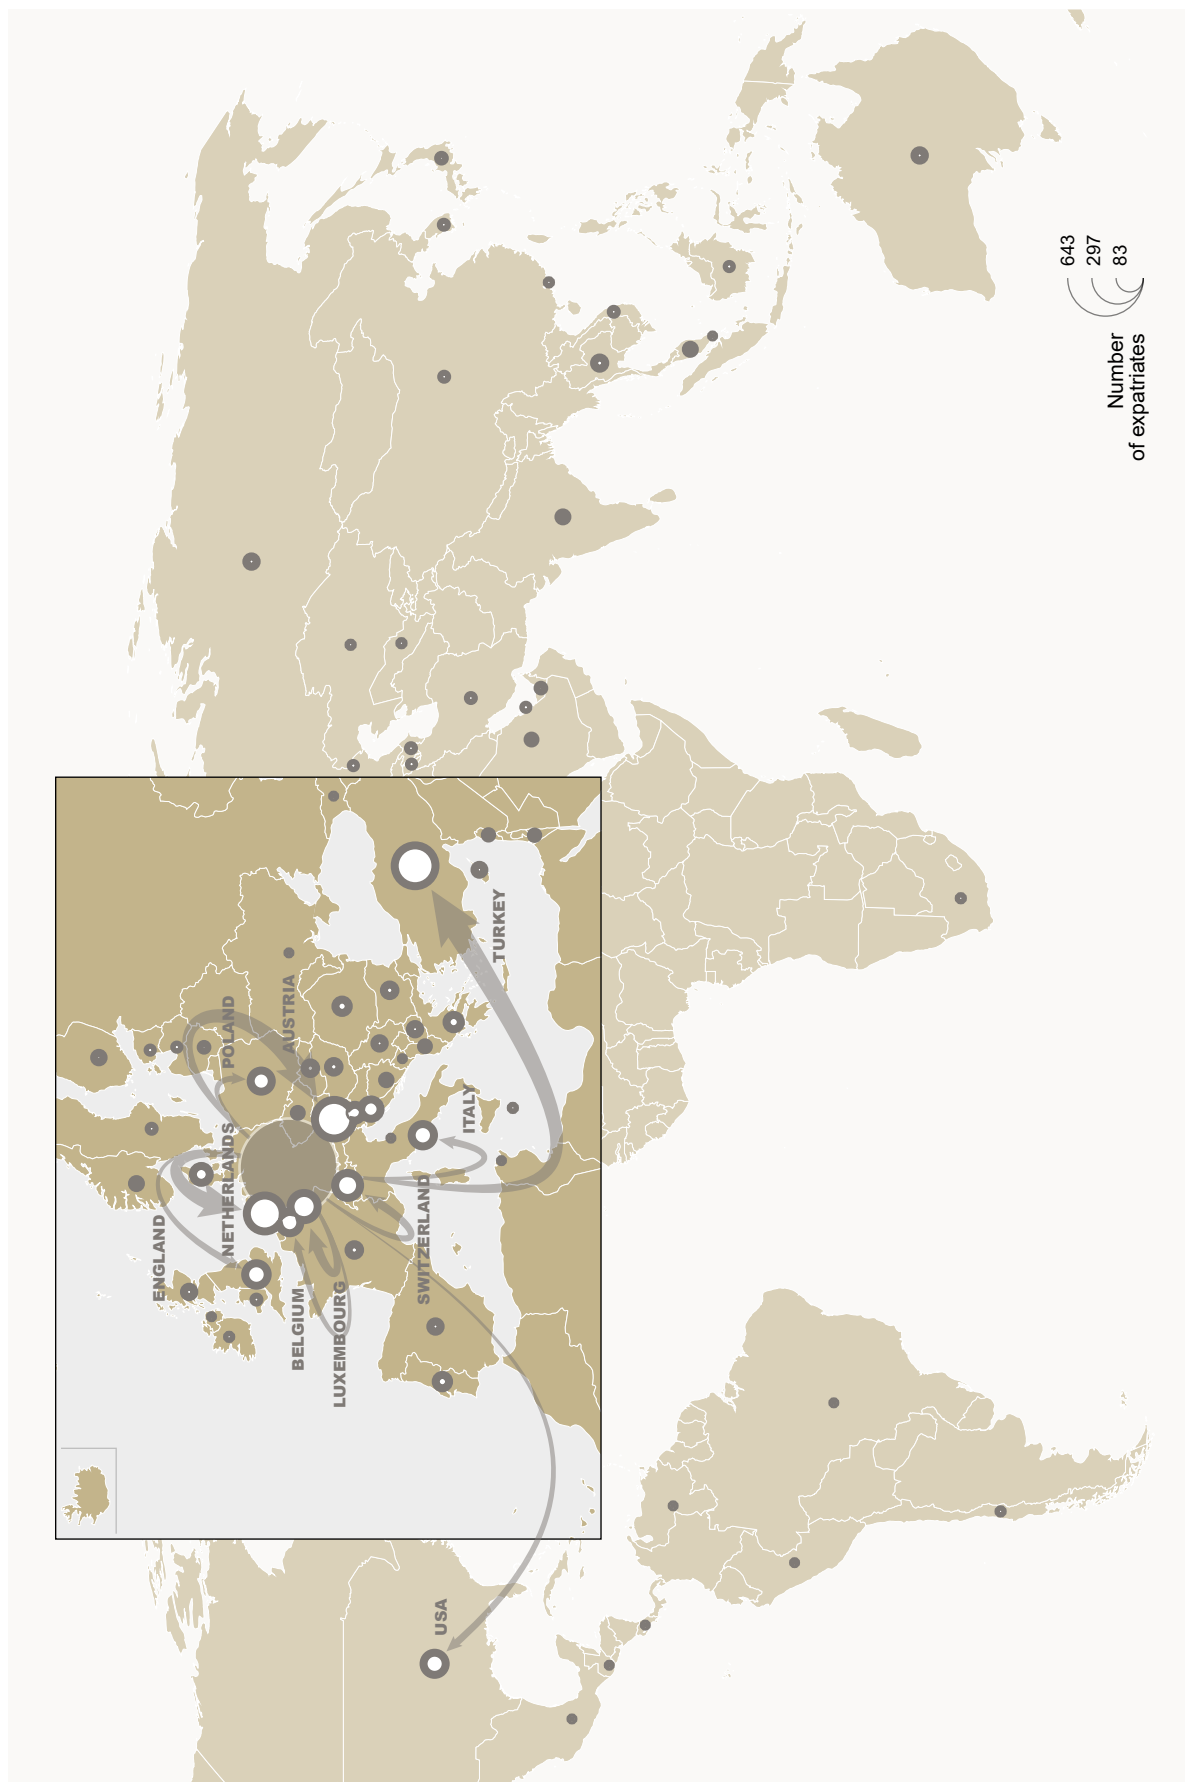 ENGLAND
NETHERLANDS
POLAND
BELGIUM
AUSTRIA
LUXEMBOURG
SWITZERLAND
USA
ITALY
TURKEY
643
297
83
Number
of expatriates